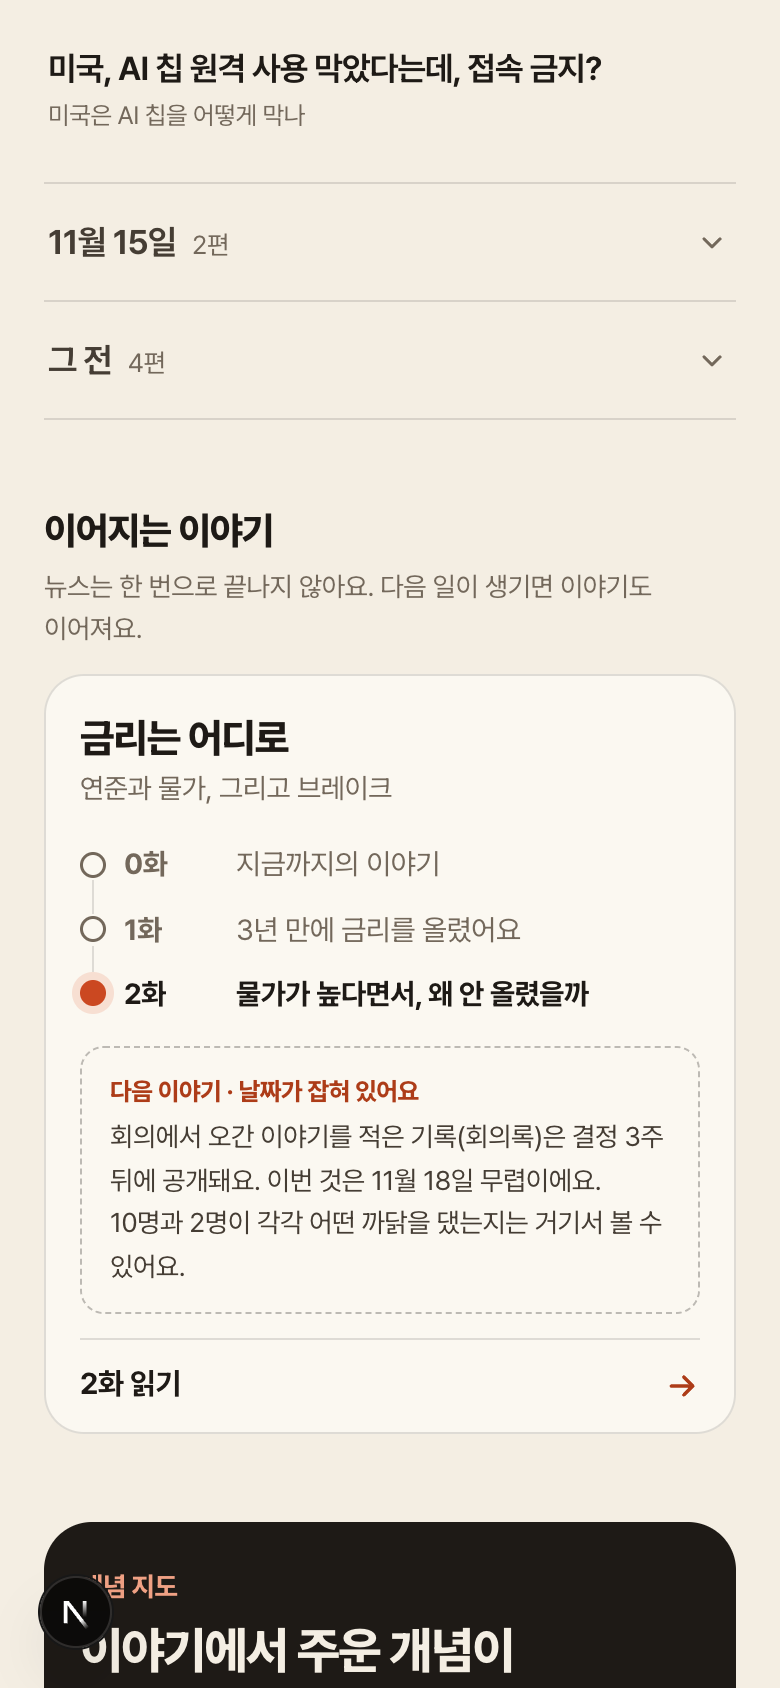 미국, AI 칩 원격 사용 막았다는데, 접속 금지?
미국은 AI 칩을 어떻게 막나
11월 15일 2편
그 전 4편
이어지는 이야기
뉴스는 한 번으로 끝나지 않아요. 다음 일이 생기면 이야기도
이어져요.
금리는 어디로
연준과 물가, 그리고 브레이크
0화 지금까지의 이야기
1화 3년 만에 금리를 올렸어요
2화 물가가 높다면서, 왜 안 올렸을까
다음 이야기 · 날짜가 잡혀 있어요
회의에서 오간 이야기를 적은 기록(회의록)은 결정 3주
뒤에 공개돼요. 이번 것은 11월 18일 무렵이에요.
10명과 2명이 각각 어떤 까닭을 댔는지는 거기서 볼 수
있어요.
2화 읽기
개념 지도
N
이야기에서 주운 개념이